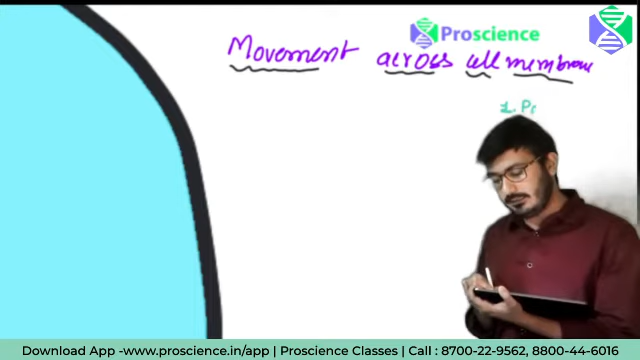 Proscience
Movement across cell membrane
1. Pr
Download App -www.proscience.in/app | Proscience Classes | Call : 8700-22-9562, 8800-44-6016